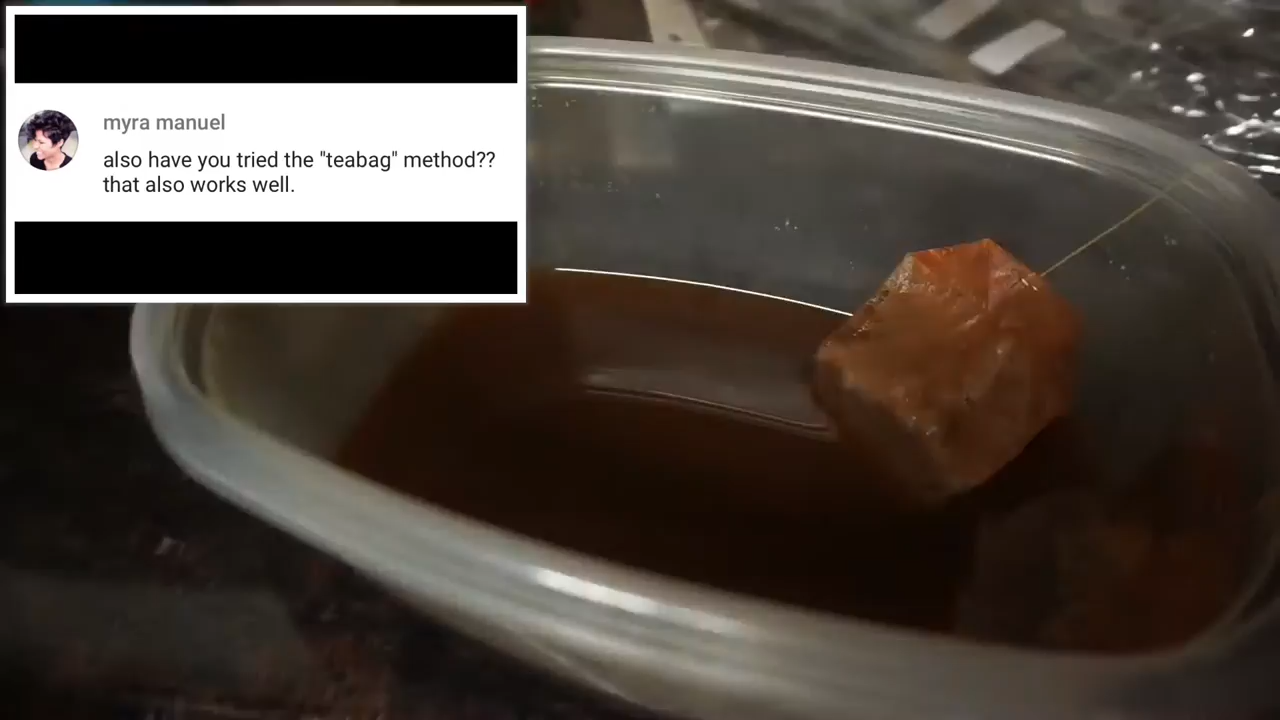 myra manuel
also have you tried the "teabag" method??
that also works well.